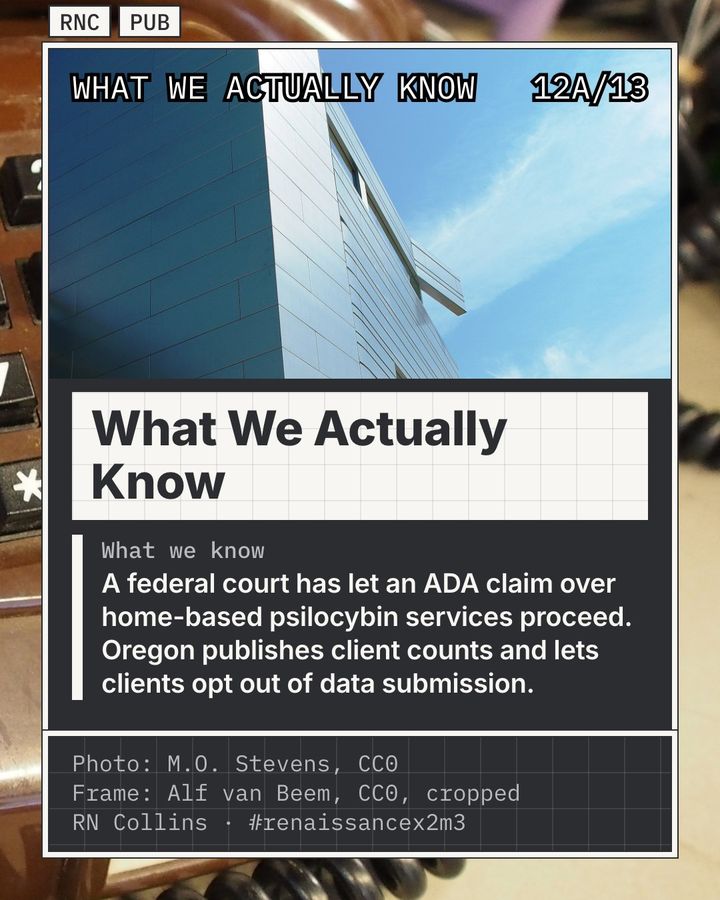 RNC PUB
WHAT WE ACTUALLY KNOW 12A/13
What We Actually
Know
What we know
A federal court has let an ADA claim over
home-based psilocybin services proceed.
Oregon publishes client counts and lets
clients opt out of data submission.
Photo: M.O. Stevens, CC0
Frame: Alf van Beem, CC0, cropped
RN Collins · #renaissancex2m3
*